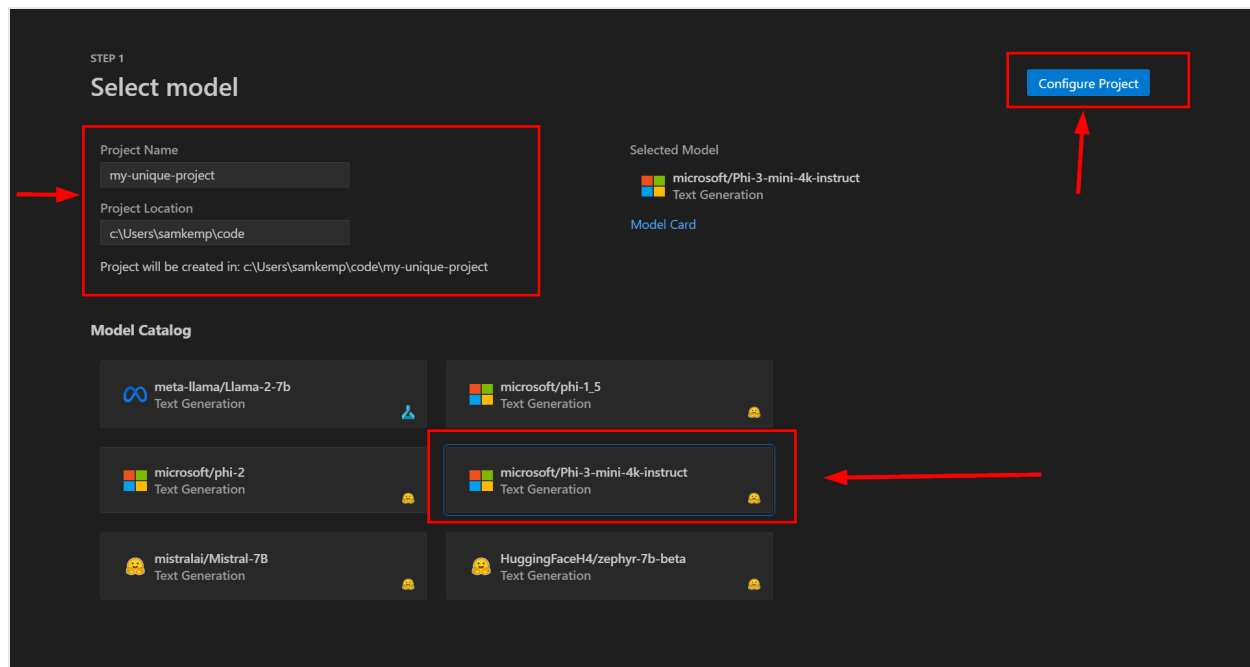 STEP 1
Select model
Configure Project
Project Name
my-unique-project
Project Location
c:\Users\samkemp\code
Project will be created in: c:\Users\samkemp\code\my-unique-project
Selected Model
microsoft/Phi-3-mini-4k-instruct
Text Generation
Model Card
Model Catalog
meta-llama/Llama-2-7b
Text Generation
microsoft/phi-1_5
Text Generation
microsoft/phi-2
Text Generation
microsoft/Phi-3-mini-4k-instruct
Text Generation
mistralai/Mistral-7B
Text Generation
HuggingFaceH4/zephyr-7b-beta
Text Generation